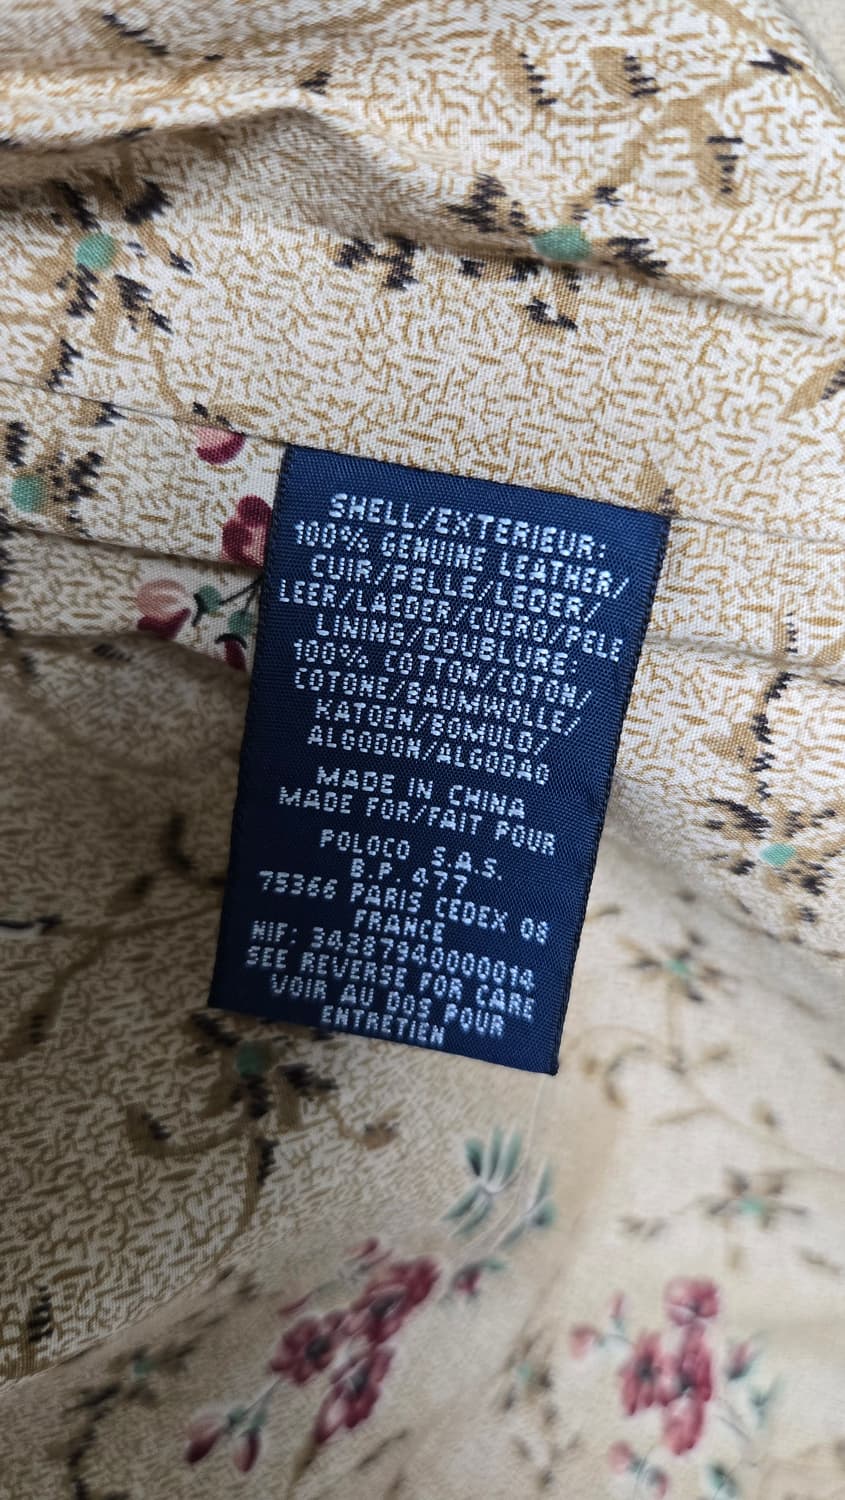 SHELL/EXTERIEUR:
100% GENUINE LEATHER/
CUIR/PELLE/LEDER/
LEER/LAEDER/CUERO/PELE
LINING/DOUBLURE:
100% COTTON/COTON/
COTONE/BAUMWOLLE/
KATOEN/BOMULD/
ALGODON/ALGODAO
MADE IN CHINA
MADE FOR/FAIT POUR
POLOCO S.A.S.
B.P. 477
75366 PARIS CEDEX 08
FRANCE
NIF: 34287940000014
SEE REVERSE FOR CARE
VOIR AU DOS POUR
ENTRETIEN